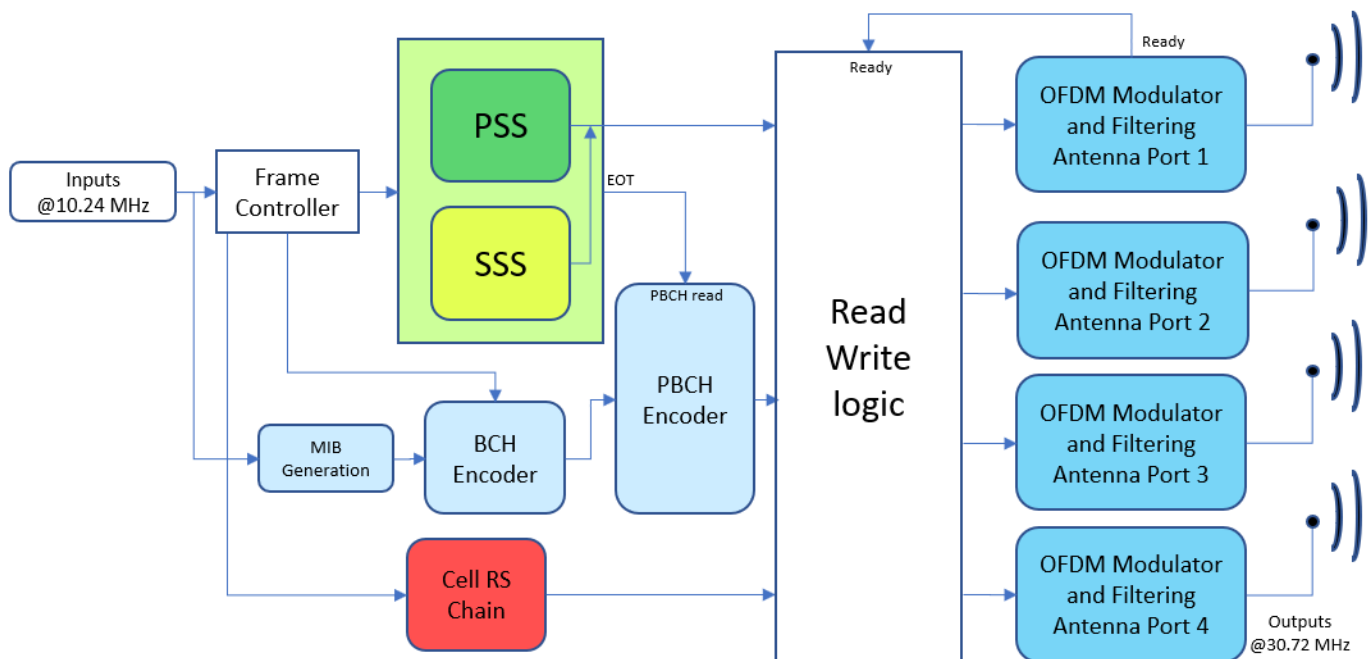 Inputs
@10.24 MHz
Frame
Controller
PSS
SSS
EOT
MIB
Generation
BCH
Encoder
PBCH read
PBCH
Encoder
Cell RS
Chain
Ready
Read
Write
logic
Ready
OFDM Modulator
and Filtering
Antenna Port 1
OFDM Modulator
and Filtering
Antenna Port 2
OFDM Modulator
and Filtering
Antenna Port 3
OFDM Modulator
and Filtering
Antenna Port 4
Outputs
@30.72 MHz